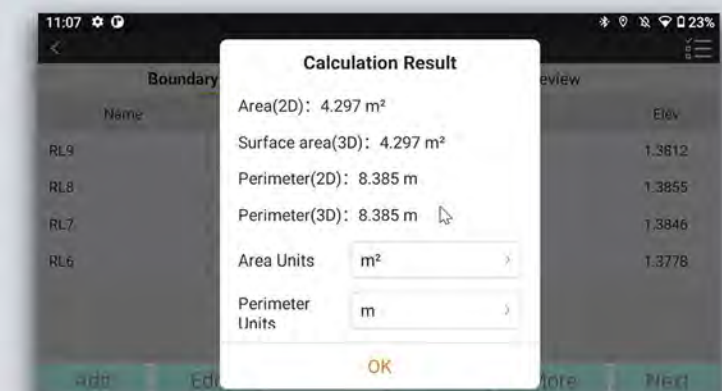 11:07
23%
Boundary
eview
Name
Elev
RL9
1.3812
RL8
1.3855
RL7
1.3846
RL6
1.3778
Calculation Result
Area(2D): 4.297 m²
Surface area(3D): 4.297 m²
Perimeter(2D): 8.385 m
Perimeter(3D): 8.385 m
Area Units m²
Perimeter Units m
OK
Add
Edi
More
Next